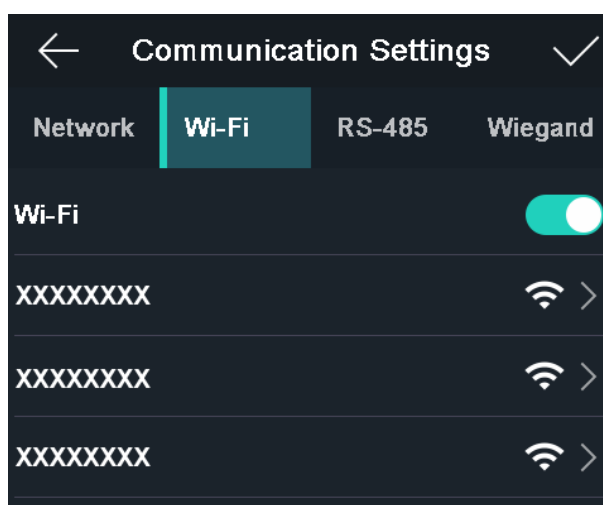 Communication Settings
Network Wi-Fi RS-485 Wiegand
Wi-Fi
XXXXXXXX
XXXXXXXX
XXXXXXXX